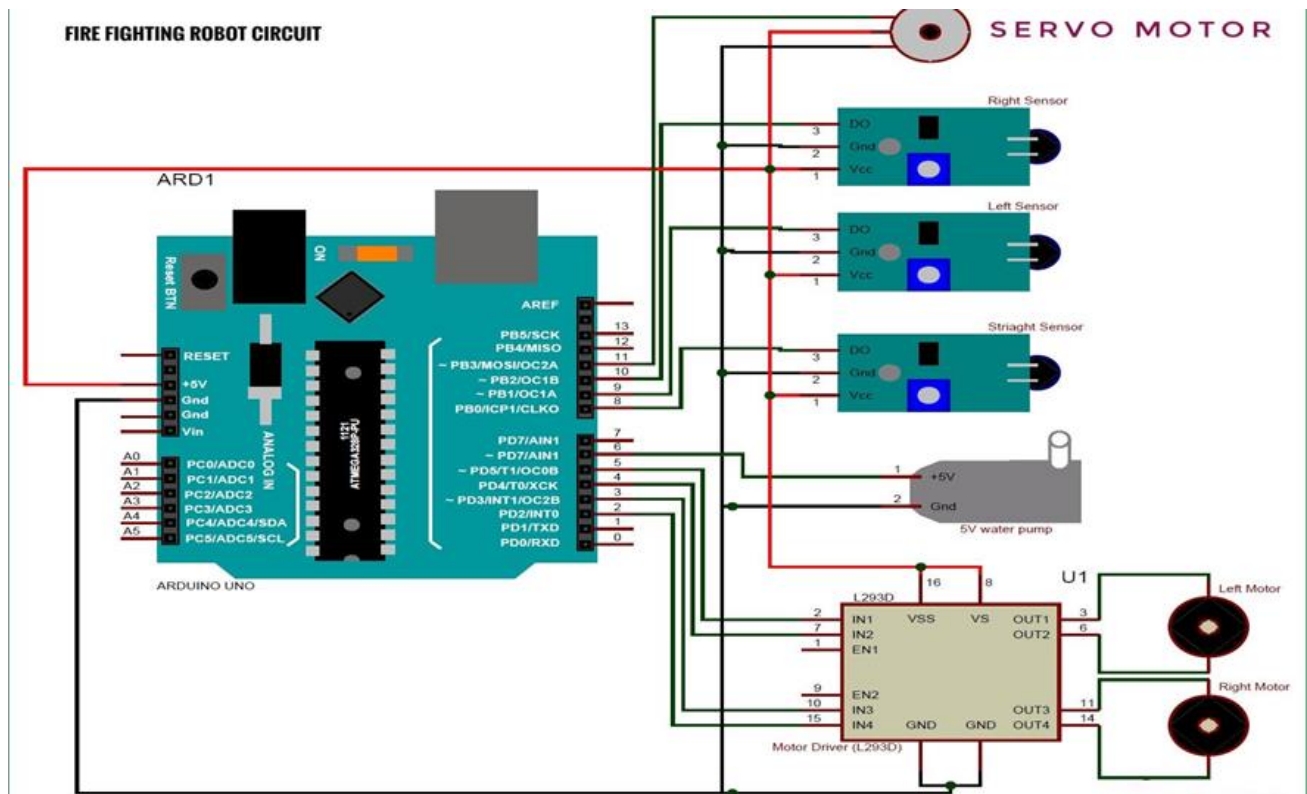 FIRE FIGHTING ROBOT CIRCUIT
SERVO MOTOR
Right Sensor
3 DO
2 Gnd
1 Vcc
Left Sensor
3 DO
2 Gnd
1 Vcc
Striaght Sensor
3 DO
2 Gnd
1 Vcc
1 +5V
2 Gnd
5V water pump
ARD1
Reset BTN
ON
RESET
+5V
Gnd
Gnd
Vin
ANALOG IN
A0 PC0/ADC0
A1 PC1/ADC1
A2 PC2/ADC2
A3 PC3/ADC3
A4 PC4/ADC4/SDA
A5 PC5/ADC5/SCL
1121
ATMEGA328P-PU
AREF
PB5/SCK 13
PB4/MISO 12
~ PB3/MOSI/OC2A 11
~ PB2/OC1B 10
~ PB1/OC1A 9
PB0/ICP1/CLKO 8
PD7/AIN1 7
~ PD7/AIN1 6
~ PD5/T1/OC0B 5
PD4/T0/XCK 4
~ PD3/INT1/OC2B 3
PD2/INT0 2
PD1/TXD 1
PD0/RXD 0
ARDUINO UNO
U1
L293D
16 8
VSS VS
2 IN1
7 IN2
1 EN1
9 EN2
10 IN3
15 IN4
OUT1 3
OUT2 6
OUT3 11
OUT4 14
GND GND
Motor Driver (L293D)
Left Motor
Right Motor